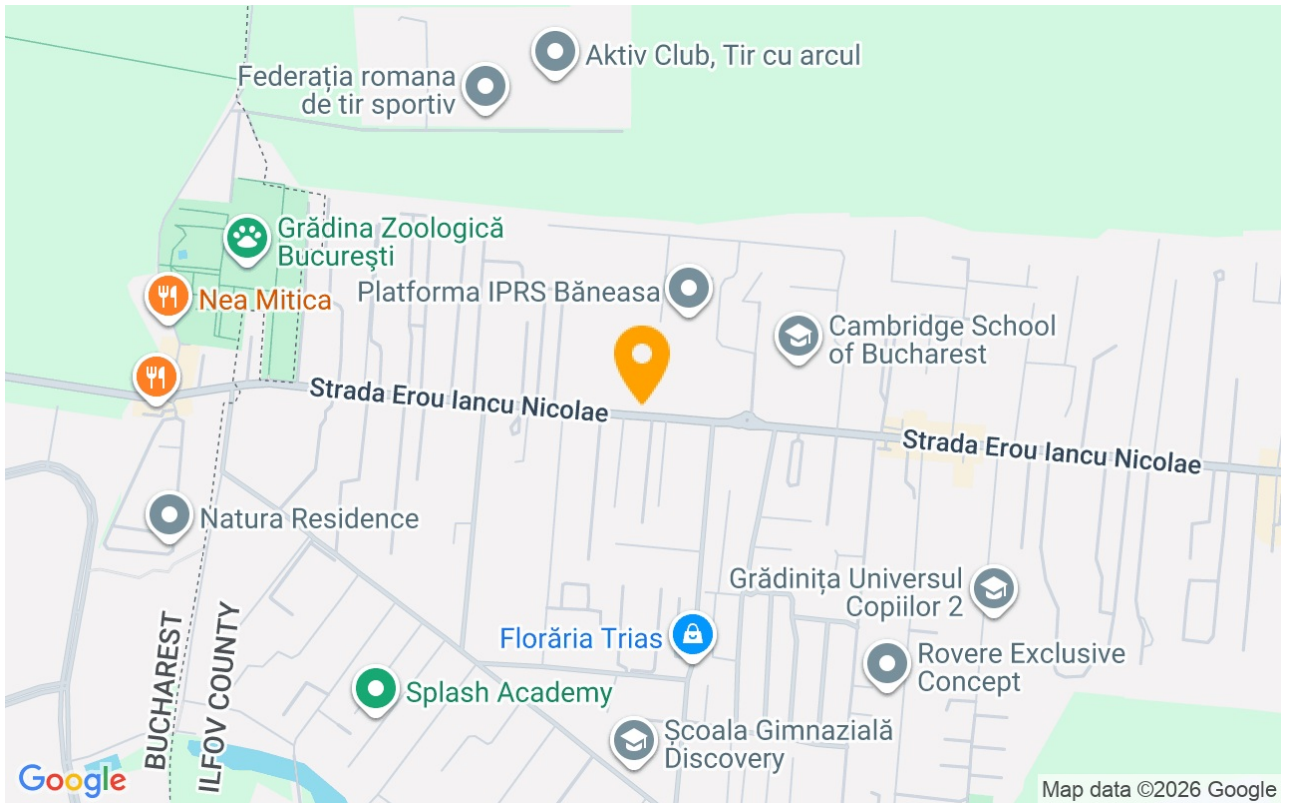 Aktiv Club, Tir cu arcul
Federația romana
de tir sportiv
Grădina Zoologică
Bucureşti
Nea Mitica
Platforma IPRS Băneasa
Cambridge School
of Bucharest
Strada Erou Iancu Nicolae
Strada Erou Iancu Nicolae
Natura Residence
Grădinița Universul
Copiilor 2
BUCHAREST
ILFOV COUNTY
Florăria Trias
Rovere Exclusive
Concept
Splash Academy
Școala Gimnazială
Discovery
Google
Map data ©2026 Google